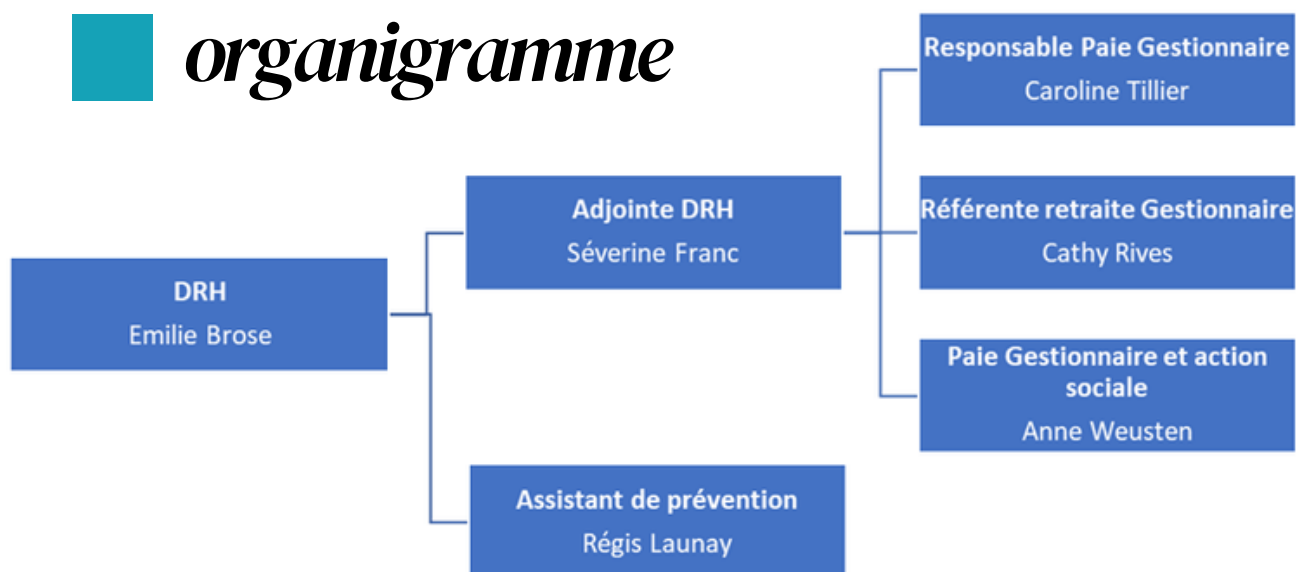 organigramme
DRH
Emilie Brose
Adjointe DRH
Séverine Franc
Responsable Paie Gestionnaire
Caroline Tillier
Référente retraite Gestionnaire
Cathy Rives
Paie Gestionnaire et action
sociale
Anne Weusten
Assistant de prévention
Régis Launay